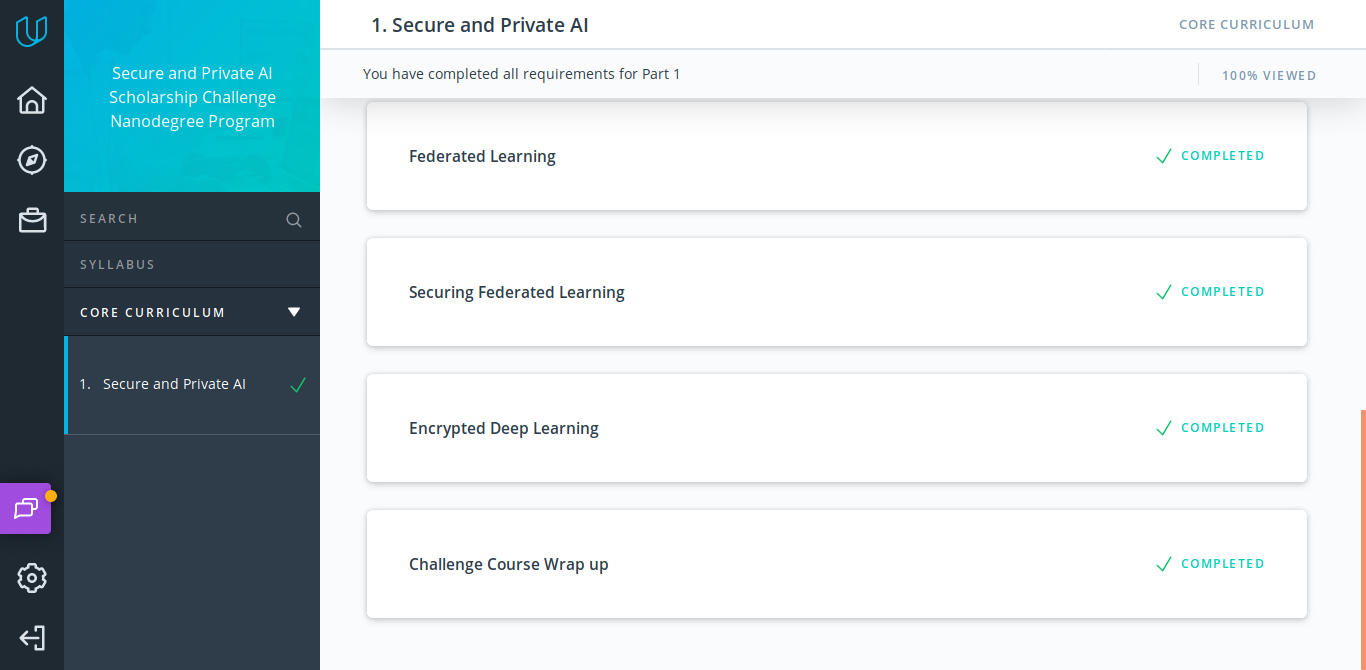 Secure and Private AI
Scholarship Challenge
Nanodegree Program
SEARCH
SYLLABUS
CORE CURRICULUM
1. Secure and Private AI
1. Secure and Private AI
CORE CURRICULUM
You have completed all requirements for Part 1
100% VIEWED
Federated Learning
COMPLETED
Securing Federated Learning
COMPLETED
Encrypted Deep Learning
COMPLETED
Challenge Course Wrap up
COMPLETED